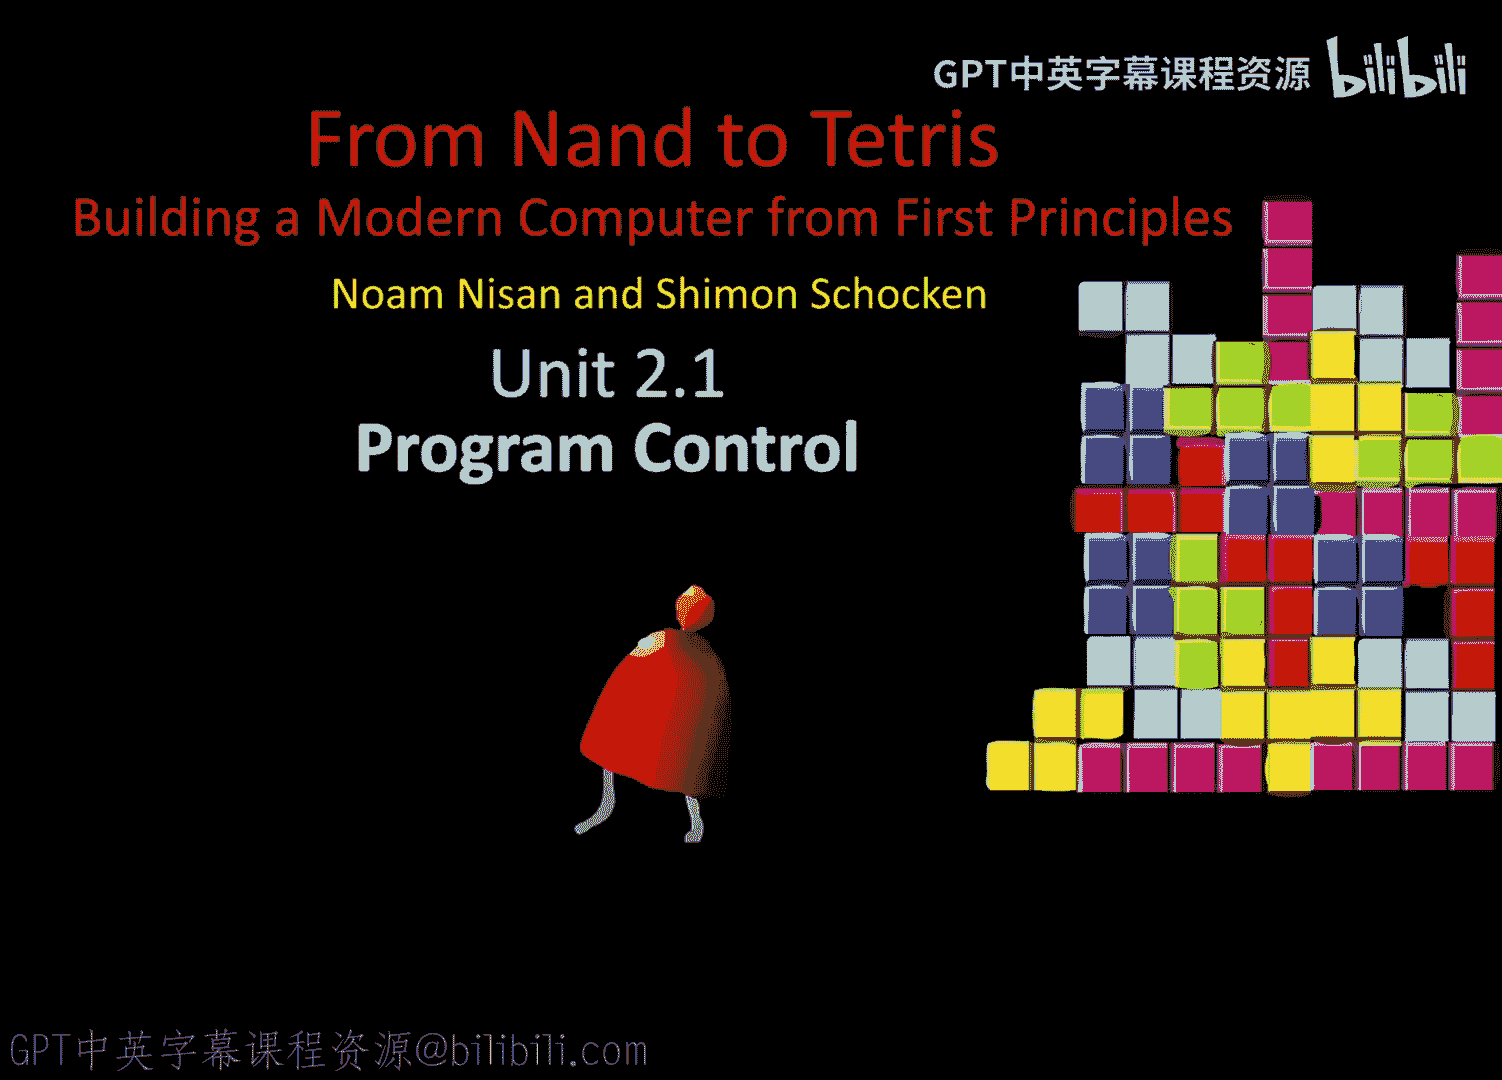 GPT中英字幕课程资源 bilibili
From Nand to Tetris
Building a Modern Computer from First Principles
Noam Nisan and Shimon Schocken
Unit 2.1
Program Control
GPT中英字幕课程资源@bilibili.com